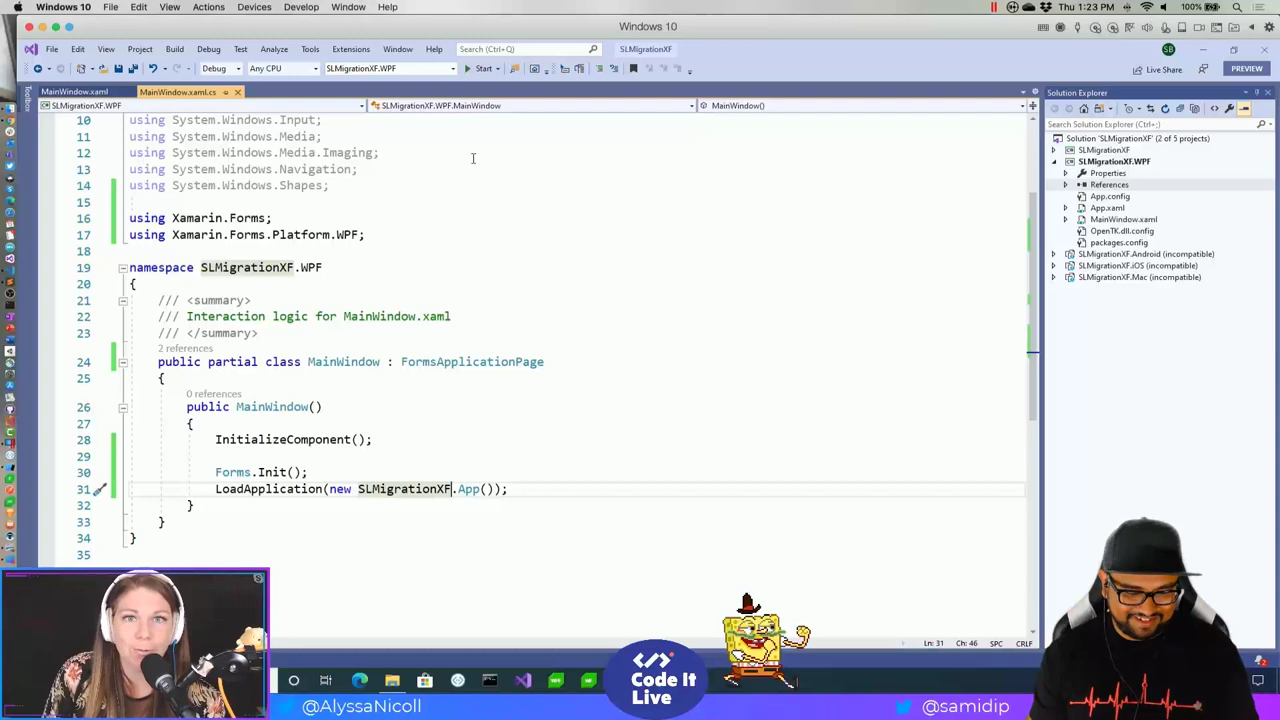 Windows 10 File Edit View Actions Devices Develop Window Help
100% Thu 1:23 PM
Windows 10
File Edit View Project Build Debug Test Analyze Tools Extensions Window Help Search (Ctrl+Q) SLMigrationXF SB
Debug Any CPU SLMigrationXF.WPF Start Live Share PREVIEW
Toolbox
MainWindow.xaml MainWindow.xaml.cs
SLMigrationXF.WPF SLMigrationXF.WPF.MainWindow MainWindow()
10 using System.Windows.Input;
11 using System.Windows.Media;
12 using System.Windows.Media.Imaging;
13 using System.Windows.Navigation;
14 using System.Windows.Shapes;
15
16 using Xamarin.Forms;
17 using Xamarin.Forms.Platform.WPF;
18
19 namespace SLMigrationXF.WPF
20 {
21 /// <summary>
22 /// Interaction logic for MainWindow.xaml
23 /// </summary>
2 references
24 public partial class MainWindow : FormsApplicationPage
25 {
0 references
26 public MainWindow()
27 {
28 InitializeComponent();
29
30 Forms.Init();
31 LoadApplication(new SLMigrationXF.App());
32 }
33 }
34 }
35
Ln: 31 Ch: 46 SPC CRLF
Solution Explorer
Search Solution Explorer (Ctrl+;)
Solution 'SLMigrationXF' (2 of 5 projects)
SLMigrationXF
SLMigrationXF.WPF
Properties
References
App.config
App.xaml
MainWindow.xaml
OpenTK.dll.config
packages.config
SLMigrationXF.Android (incompatible)
SLMigrationXF.iOS (incompatible)
SLMigrationXF.Mac (incompatible)
Code It
Live
@AlyssaNicoll
@samidip